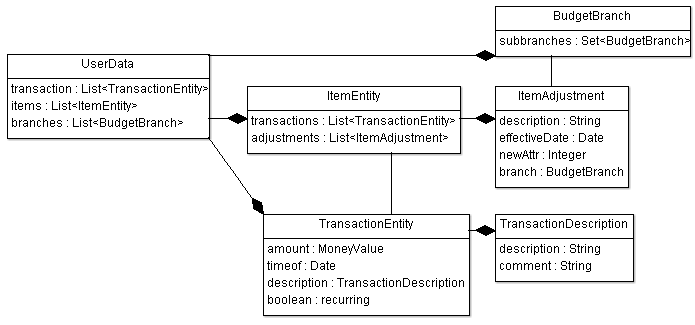 BudgetBranch
subbranches : Set<BudgetBranch>
UserData
transaction : List<TransactionEntity>
items : List<ItemEntity>
branches : List<BudgetBranch>
ItemEntity
transactions : List<TransactionEntity>
adjustments : List<ItemAdjustment>
ItemAdjustment
description : String
effectiveDate : Date
newAttr : Integer
branch : BudgetBranch
TransactionEntity
amount : MoneyValue
timeof : Date
description : TransactionDescription
boolean : recurring
TransactionDescription
description : String
comment : String